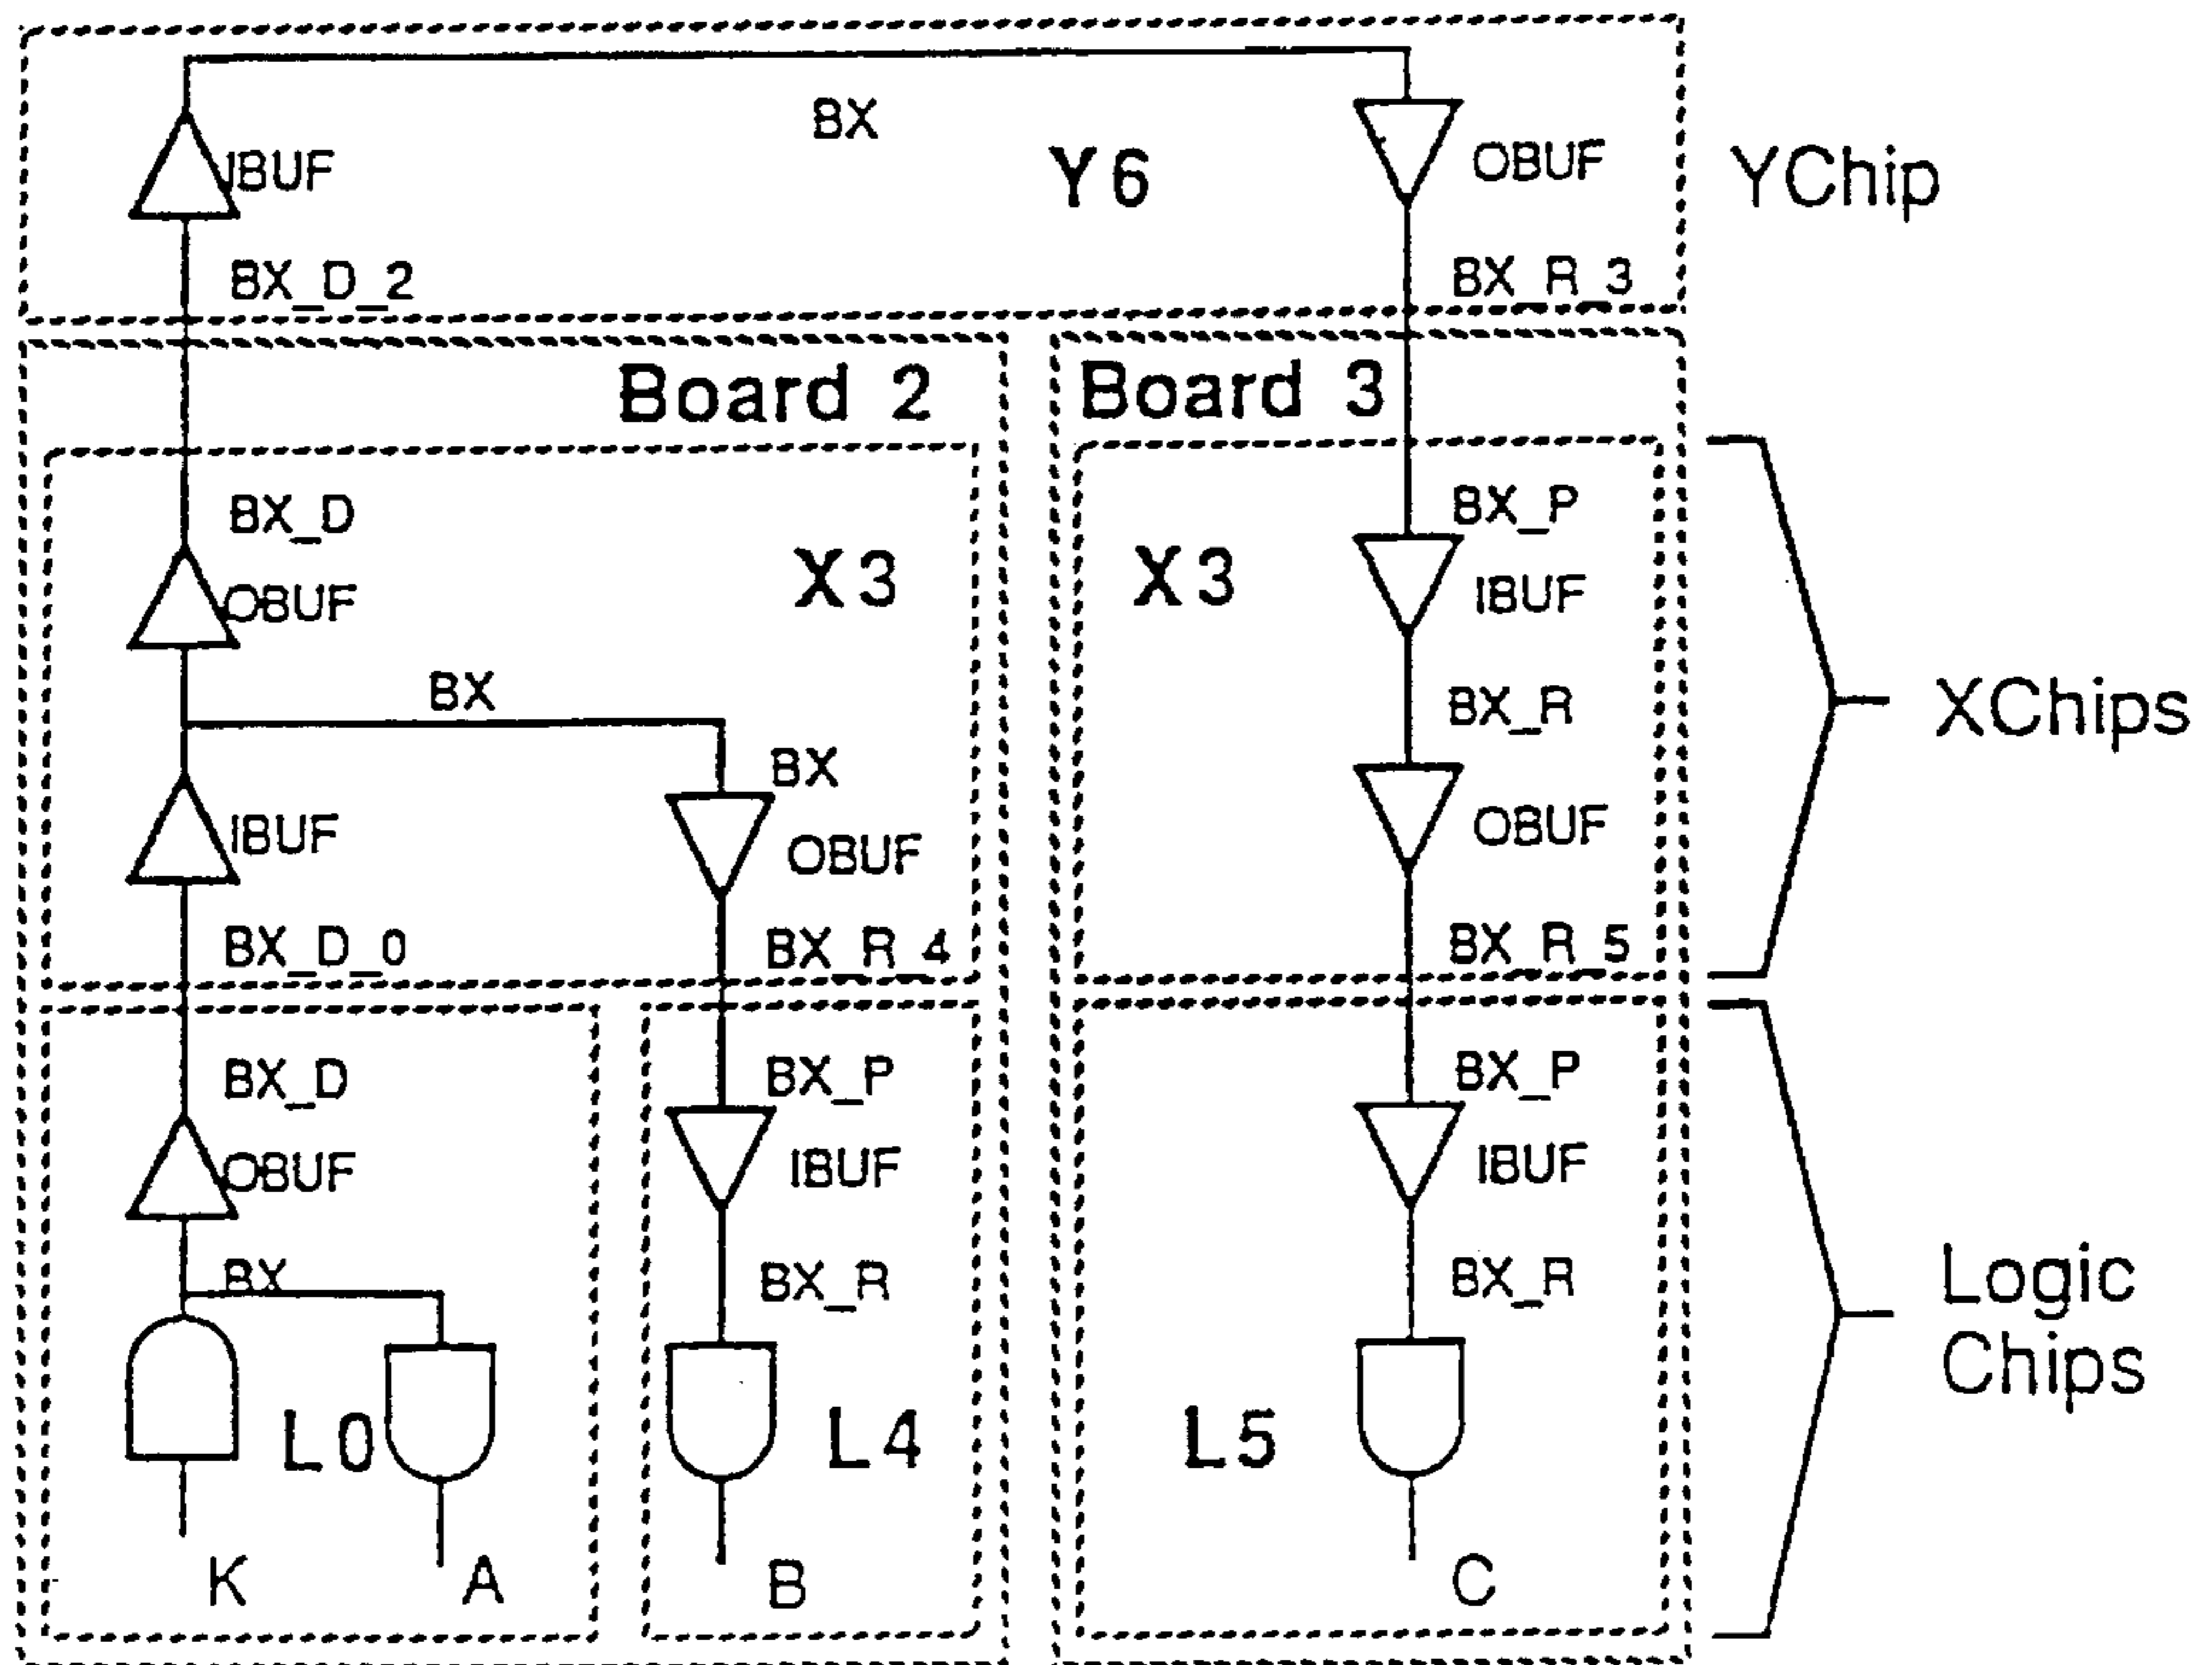 BX
IBUF
Y6
OBUF
YChip
BX_D_2
BX_R_3
Board 2
Board 3
BX_D
X3
OBUF
X3
BX_P
IBUF
BX
BX_R
XChips
BX
IBUF
OBUF
OBUF
BX_D_0
BX_R_4
BX_R_5
BX_D
BX_P
BX_P
OBUF
IBUF
IBUF
BX
BX_R
BX_R
Logic
Chips
L0
L4
L5
K
A
B
C